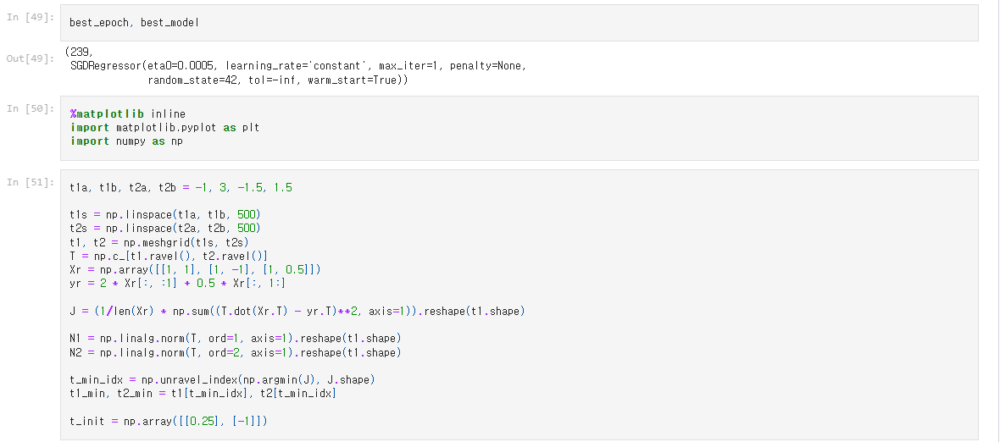 In [49]:
best_epoch, best_model
Out[49]:
(239,
SGDRegressor(eta0=0.0005, learning_rate='constant', max_iter=1, penalty=None,
random_state=42, tol=-inf, warm_start=True))
In [50]:
%matplotlib inline
import matplotlib.pyplot as plt
import numpy as np
In [51]:
t1a, t1b, t2a, t2b = -1, 3, -1.5, 1.5
t1s = np.linspace(t1a, t1b, 500)
t2s = np.linspace(t2a, t2b, 500)
t1, t2 = np.meshgrid(t1s, t2s)
T = np.c_[t1.ravel(), t2.ravel()]
Xr = np.array([[1, 1], [1, -1], [1, 0.5]])
yr = 2 * Xr[:, :1] + 0.5 * Xr[:, 1:]
J = (1/len(Xr) * np.sum((T.dot(Xr.T) - yr.T)**2, axis=1)).reshape(t1.shape)
N1 = np.linalg.norm(T, ord=1, axis=1).reshape(t1.shape)
N2 = np.linalg.norm(T, ord=2, axis=1).reshape(t1.shape)
t_min_idx = np.unravel_index(np.argmin(J), J.shape)
t1_min, t2_min = t1[t_min_idx], t2[t_min_idx]
t_init = np.array([[0.25], [-1]])